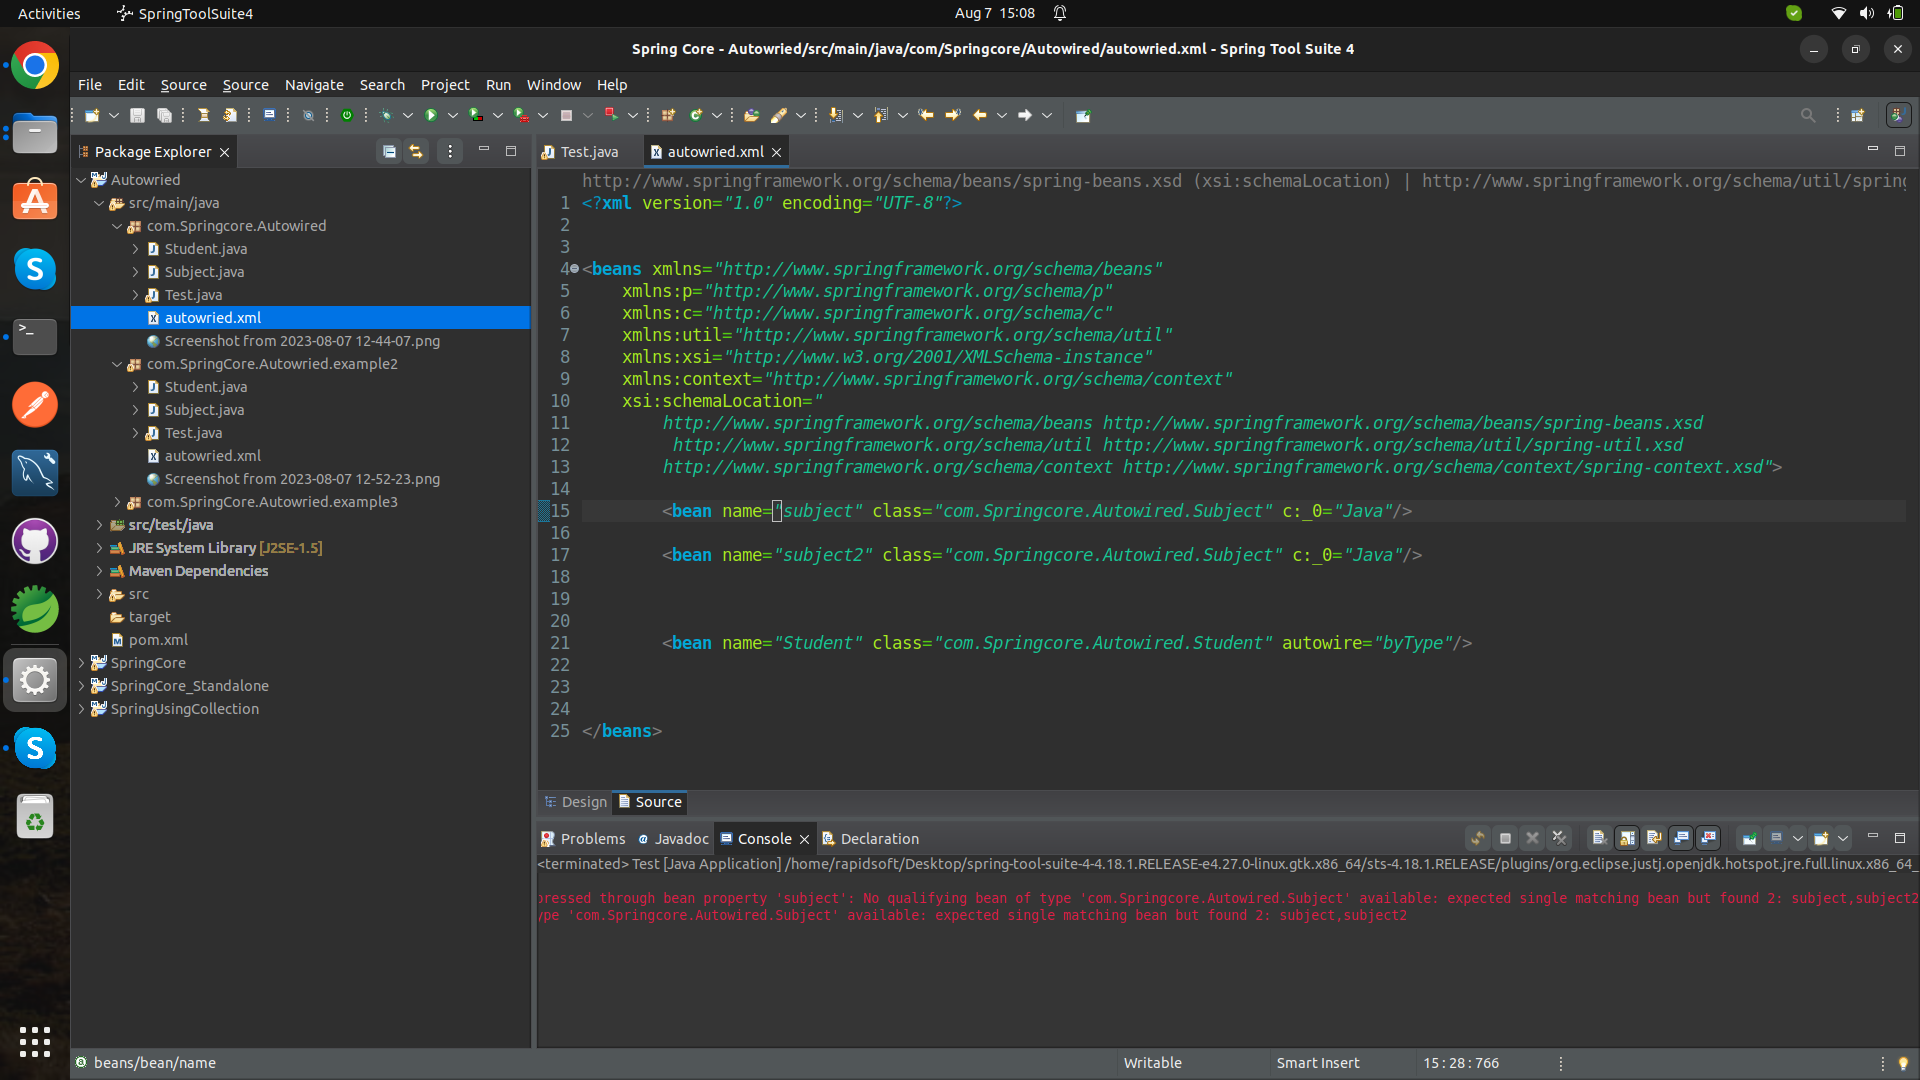 Activities
SpringToolSuite4
Aug 7 15:08
Spring Core - Autowried/src/main/java/com/Springcore/Autowired/autowried.xml - Spring Tool Suite 4
File Edit Source Source Navigate Search Project Run Window Help
Package Explorer
Autowried
src/main/java
com.Springcore.Autowired
Student.java
Subject.java
Test.java
autowried.xml
Screenshot from 2023-08-07 12-44-07.png
com.SpringCore.Autowried.example2
Student.java
Subject.java
Test.java
autowried.xml
Screenshot from 2023-08-07 12-52-23.png
com.SpringCore.Autowried.example3
src/test/java
JRE System Library [J2SE-1.5]
Maven Dependencies
src
target
pom.xml
SpringCore
SpringCore_Standalone
SpringUsingCollection
Test.java
autowried.xml
http://www.springframework.org/schema/beans/spring-beans.xsd (xsi:schemaLocation) | http://www.springframework.org/schema/util/spring
1 <?xml version="1.0" encoding="UTF-8"?>
2
3
4 <beans xmlns="http://www.springframework.org/schema/beans"
5 xmlns:p="http://www.springframework.org/schema/p"
6 xmlns:c="http://www.springframework.org/schema/c"
7 xmlns:util="http://www.springframework.org/schema/util"
8 xmlns:xsi="http://www.w3.org/2001/XMLSchema-instance"
9 xmlns:context="http://www.springframework.org/schema/context"
10 xsi:schemaLocation="
11 http://www.springframework.org/schema/beans http://www.springframework.org/schema/beans/spring-beans.xsd
12 http://www.springframework.org/schema/util http://www.springframework.org/schema/util/spring-util.xsd
13 http://www.springframework.org/schema/context http://www.springframework.org/schema/context/spring-context.xsd">
14
15 <bean name="subject" class="com.Springcore.Autowired.Subject" c:_0="Java"/>
16
17 <bean name="subject2" class="com.Springcore.Autowired.Subject" c:_0="Java"/>
18
19
20
21 <bean name="Student" class="com.Springcore.Autowired.Student" autowire="byType"/>
22
23
24
25 </beans>
Design
Source
Problems
Javadoc
Console
Declaration
<terminated> Test [Java Application] /home/rapidsoft/Desktop/spring-tool-suite-4-4.18.1.RELEASE-e4.27.0-linux.gtk.x86_64/sts-4.18.1.RELEASE/plugins/org.eclipse.justj.openjdk.hotspot.jre.full.linux.x86_64_
pressed through bean property 'subject': No qualifying bean of type 'com.Springcore.Autowired.Subject' available: expected single matching bean but found 2: subject,subject2
ype 'com.Springcore.Autowired.Subject' available: expected single matching bean but found 2: subject,subject2
beans/bean/name
Writable
Smart Insert
15 : 28 : 766